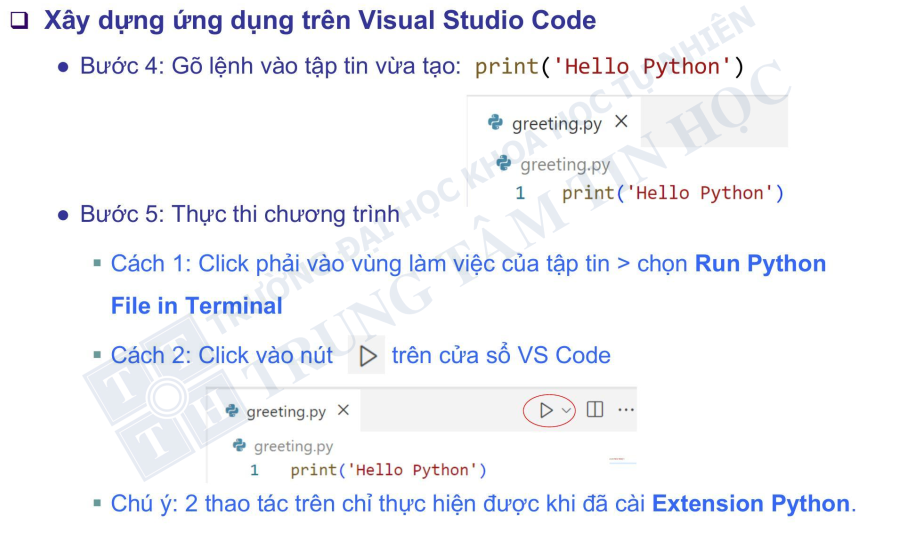 Xây dựng ứng dụng trên Visual Studio Code
Bước 4: Gõ lệnh vào tập tin vừa tạo: print('Hello Python')
greeting.py ×
greeting.py
1 print('Hello Python')
Bước 5: Thực thi chương trình
Cách 1: Click phải vào vùng làm việc của tập tin > chọn Run Python
File in Terminal
Cách 2: Click vào nút ▷ trên cửa sổ VS Code
greeting.py × ...
greeting.py
1 print('Hello Python')
Chú ý: 2 thao tác trên chỉ thực hiện được khi đã cài Extension Python.
TRƯỜNG ĐẠI HỌC KHOA HỌC TỰ NHIÊN
TRUNG TÂM TIN HỌC
T T
T H